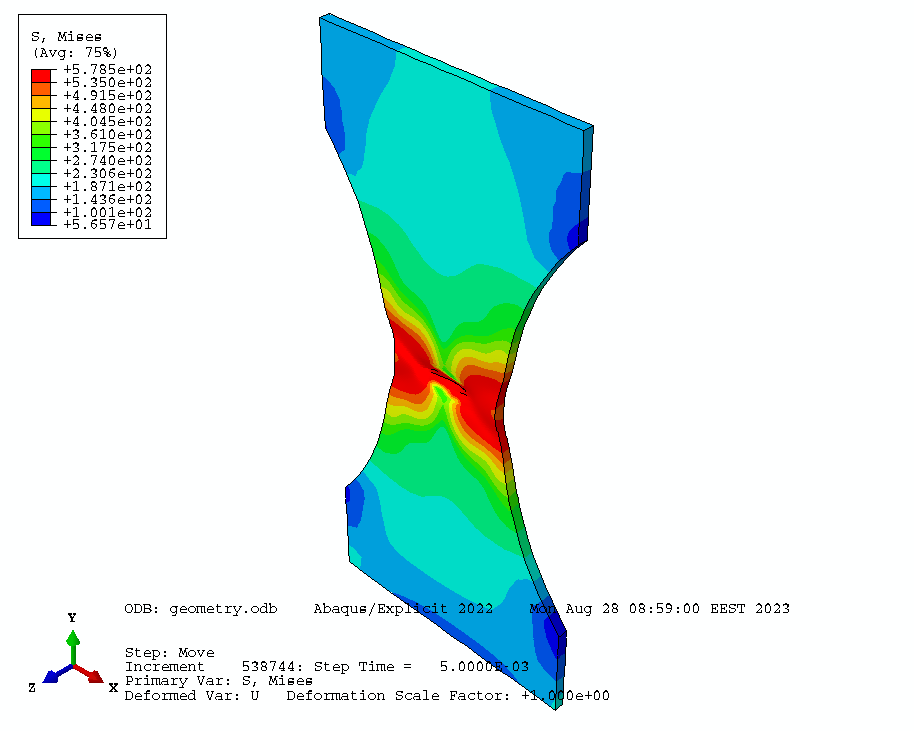 S, Mises
(Avg: 75%)
+5.785e+02
+5.350e+02
+4.915e+02
+4.480e+02
+4.045e+02
+3.610e+02
+3.175e+02
+2.740e+02
+2.306e+02
+1.871e+02
+1.436e+02
+1.001e+02
+5.657e+01
ODB: geometry.odb Abaqus/Explicit 2022 Mon Aug 28 08:59:00 EEST 2023
Y
Z
X
Step: Move
Increment 538744: Step Time = 5.0000E-03
Primary Var: S, Mises
Deformed Var: U Deformation Scale Factor: +1.000e+00